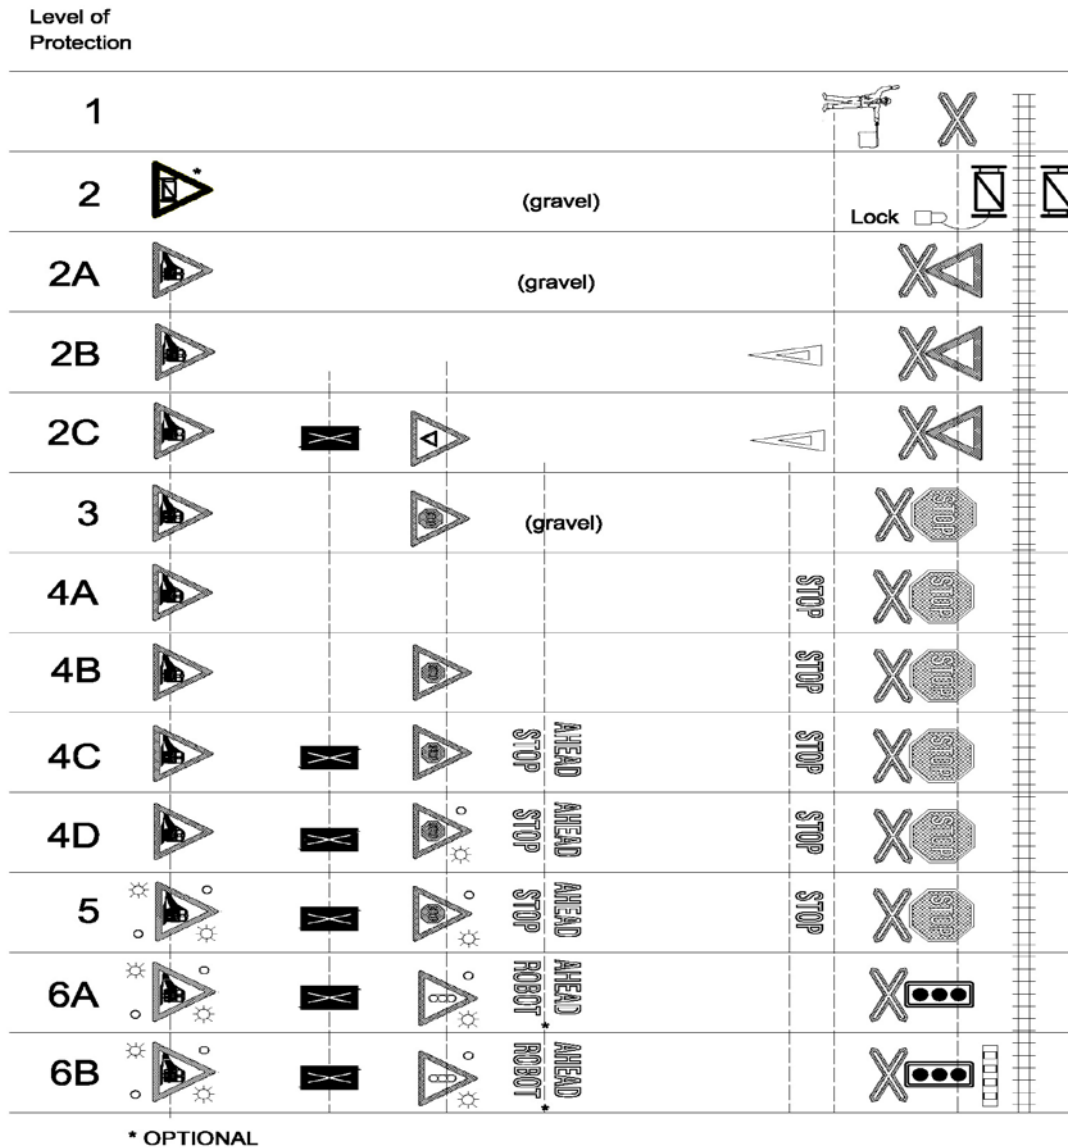 Level of
Protection
1
2 * (gravel) Lock
2A (gravel)
2B
2C
3 (gravel) STOP
4A STOP STOP
4B STOP STOP
4C STOP AHEAD STOP STOP
4D STOP AHEAD STOP STOP
5 STOP AHEAD STOP STOP
6A ROBOT AHEAD *
6B ROBOT AHEAD *
* OPTIONAL